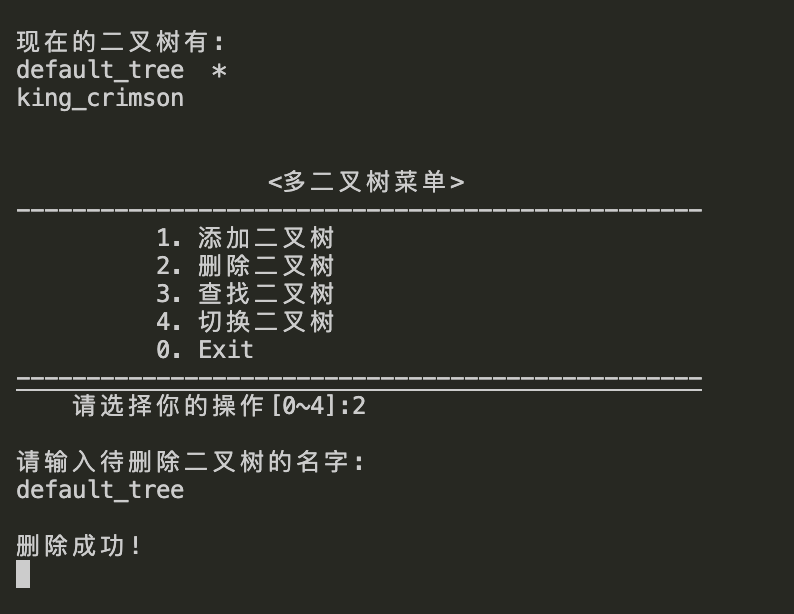 现在的二叉树有:
default_tree  *
king_crimson
<多二叉树菜单>
-------------------------------------------------
1. 添加二叉树
2. 删除二叉树
3. 查找二叉树
4. 切换二叉树
0. Exit
-------------------------------------------------
请选择你的操作[0~4]:2
请输入待删除二叉树的名字:
default_tree
删除成功!